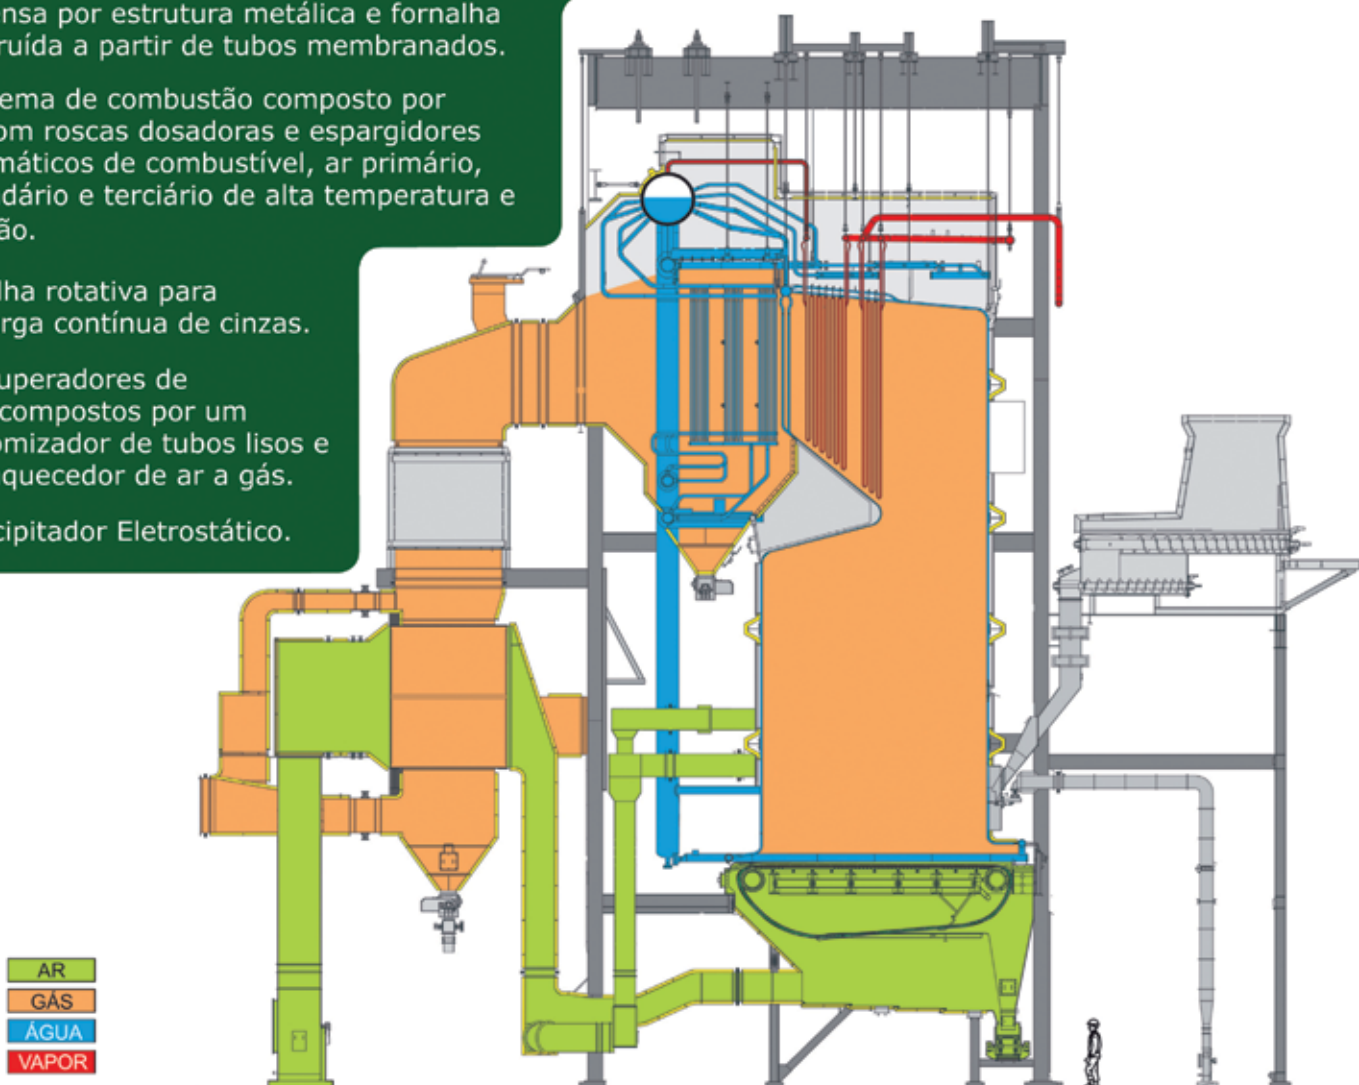 ensa por estrutura metálica e fornalha
ruída a partir de tubos membranados.
ema de combustão composto por
om roscas dosadoras e espargidores
máticos de combustível, ar primário,
dário e terciário de alta temperatura e
ão.
lha rotativa para
arga contínua de cinzas.
uperadores de
compostos por um
omizador de tubos lisos e
quecedor de ar a gás.
cipitador Eletrostático.
AR
GÁS
ÁGUA
VAPOR